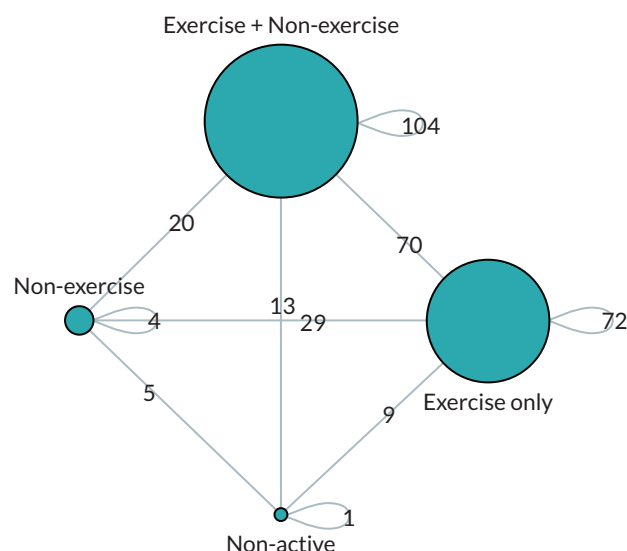 Exercise + Non-exercise
104
20
70
Non-exercise
13
4
29
72
5
9
Exercise only
1
Non-active